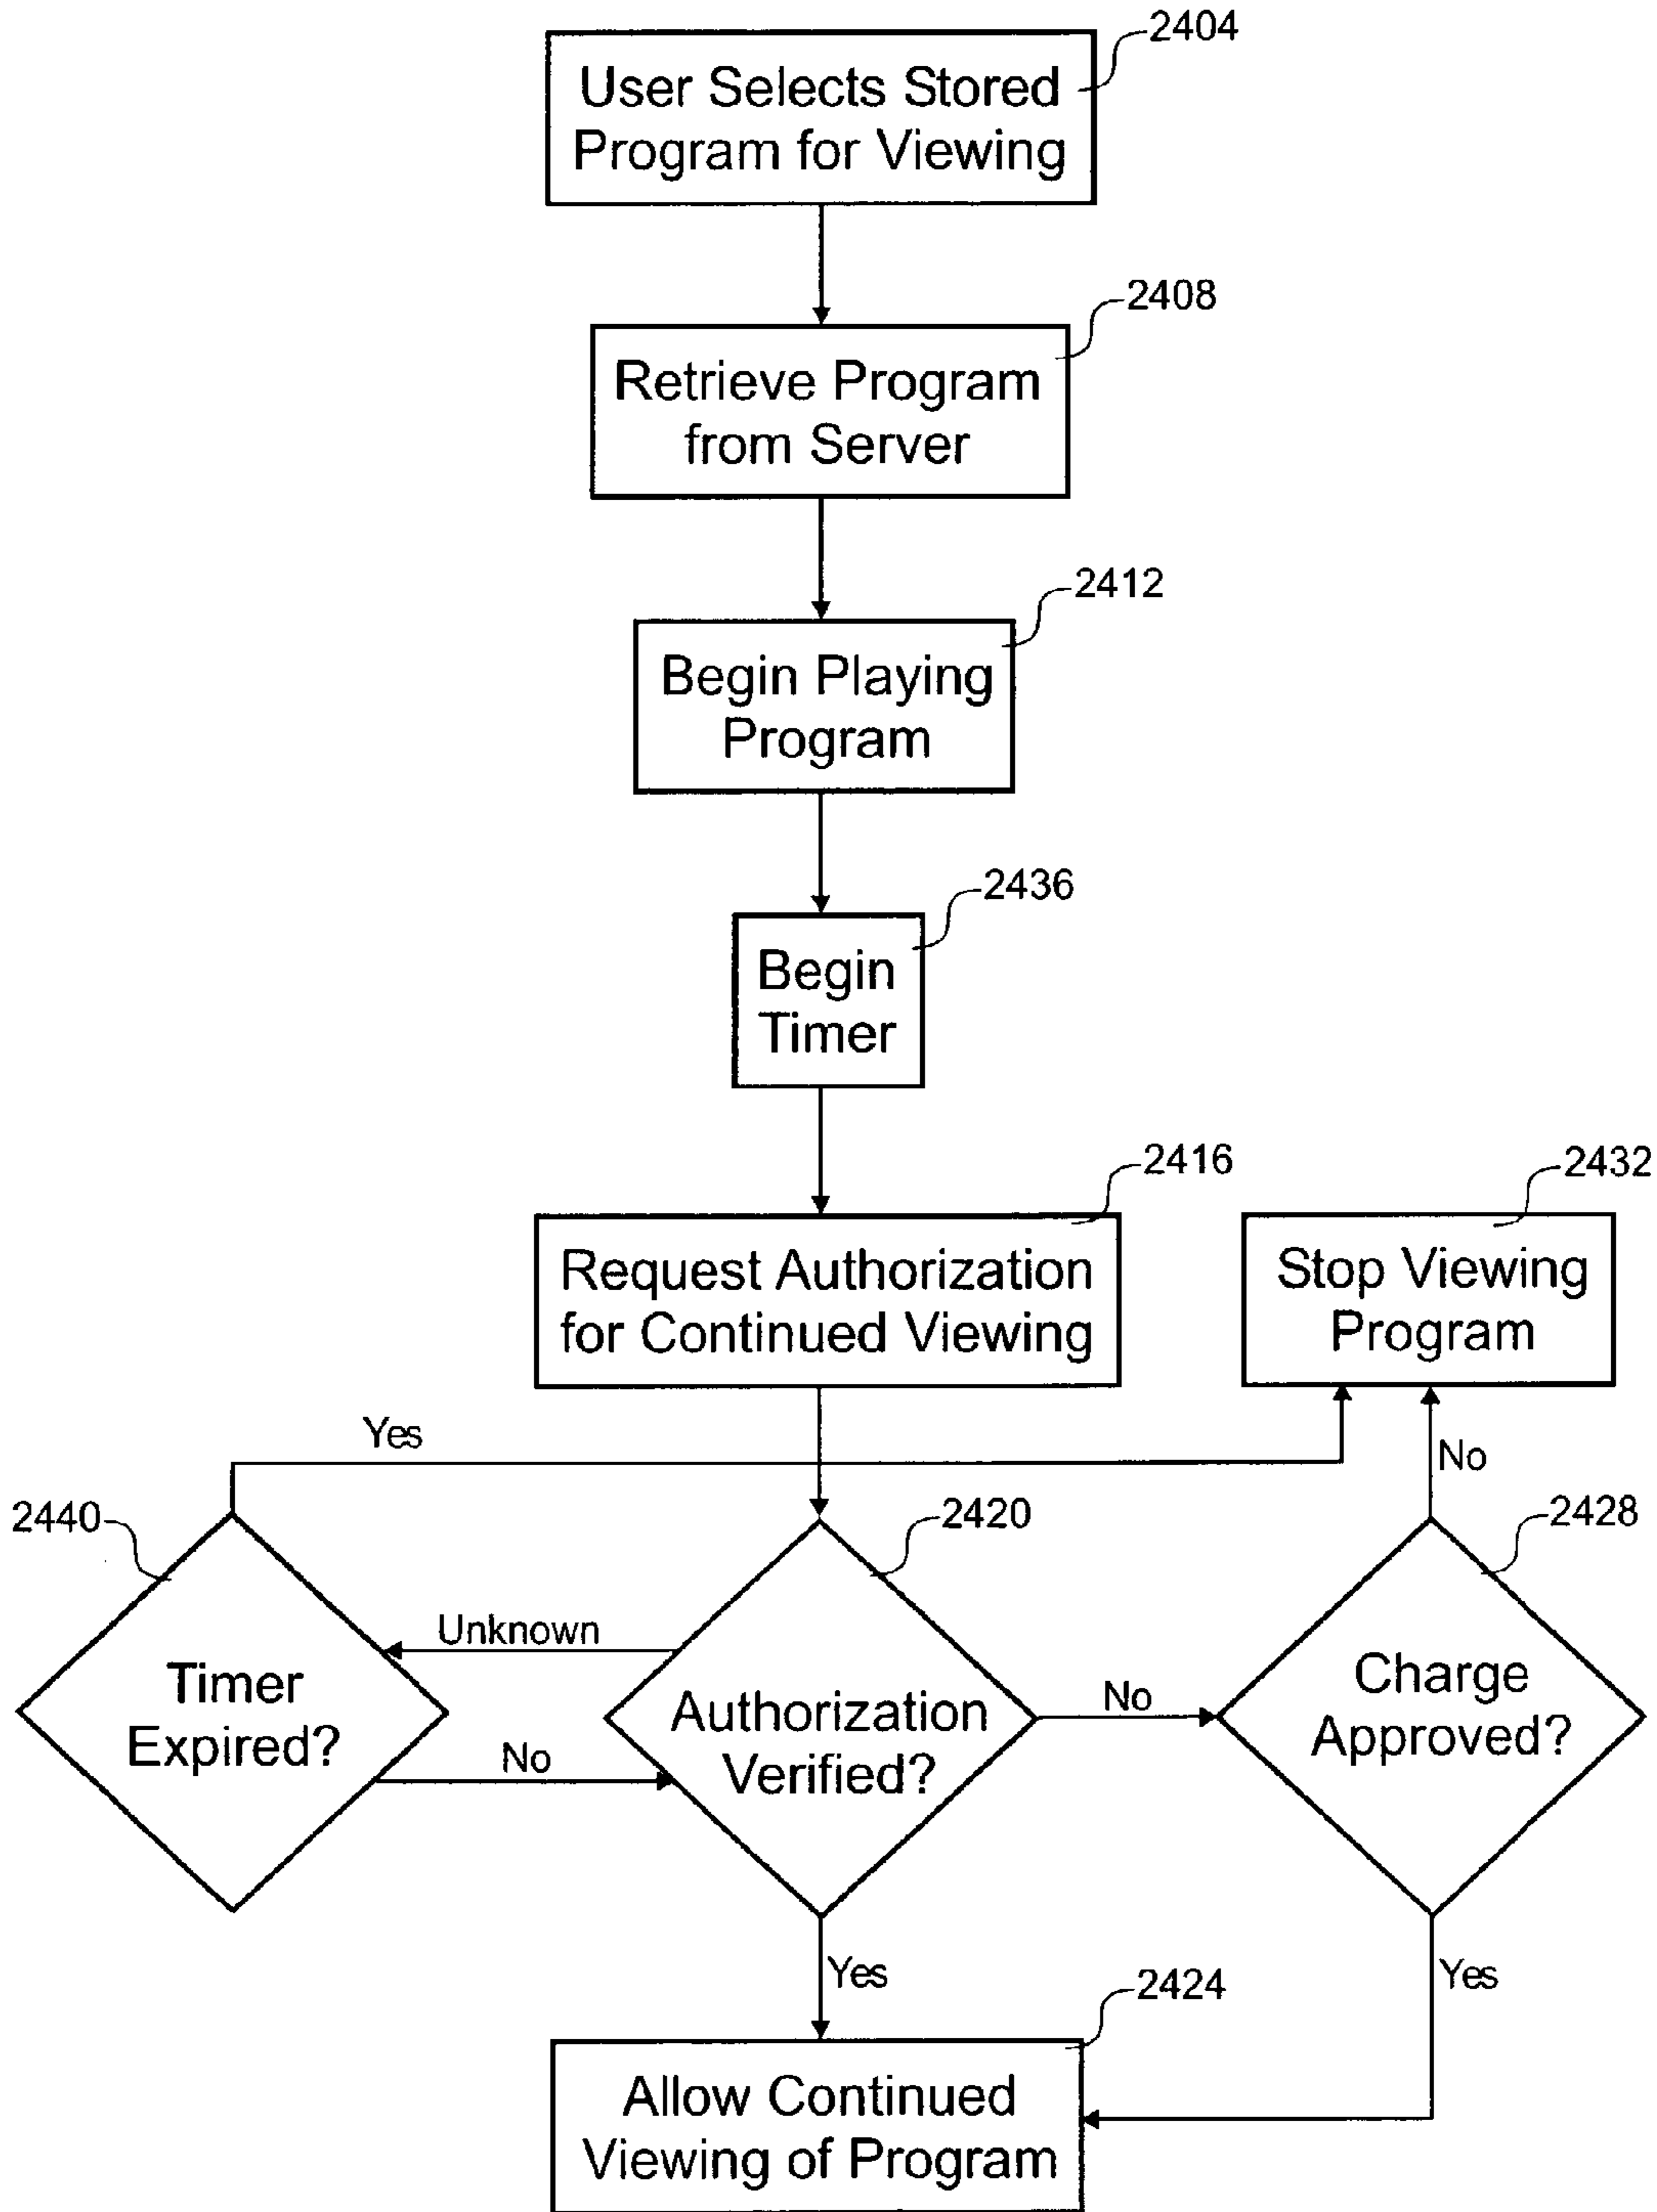 2404
User Selects Stored
Program for Viewing
2408
Retrieve Program
from Server
2412
Begin Playing
Program
2436
Begin
Timer
2416
Request Authorization
for Continued Viewing
2432
Stop Viewing
Program
Yes
No
2440
2420
2428
Unknown
Timer
Expired?
No
Authorization
Verified?
No
Charge
Approved?
Yes
Yes
2424
Allow Continued
Viewing of Program